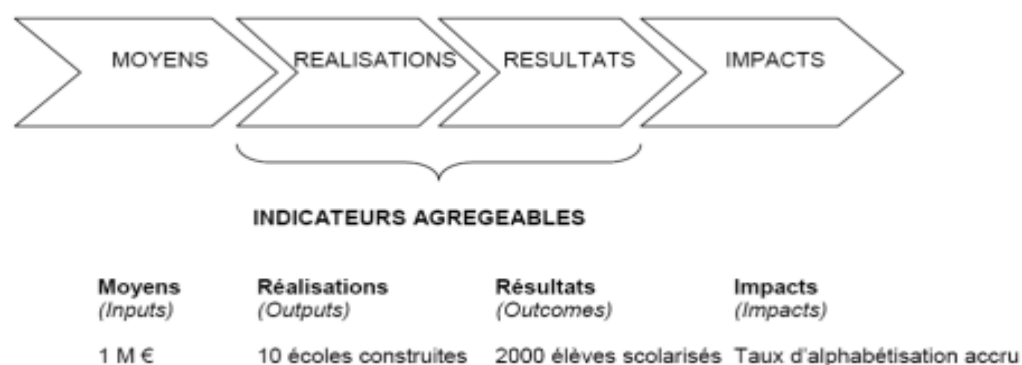 MOYENS REALISATIONS RESULTATS IMPACTS
INDICATEURS AGREGEABLES
Moyens Réalisations Résultats Impacts
(Inputs) (Outputs) (Outcomes) (Impacts)
1 M € 10 écoles construites 2000 élèves scolarisés Taux d'alphabétisation accru